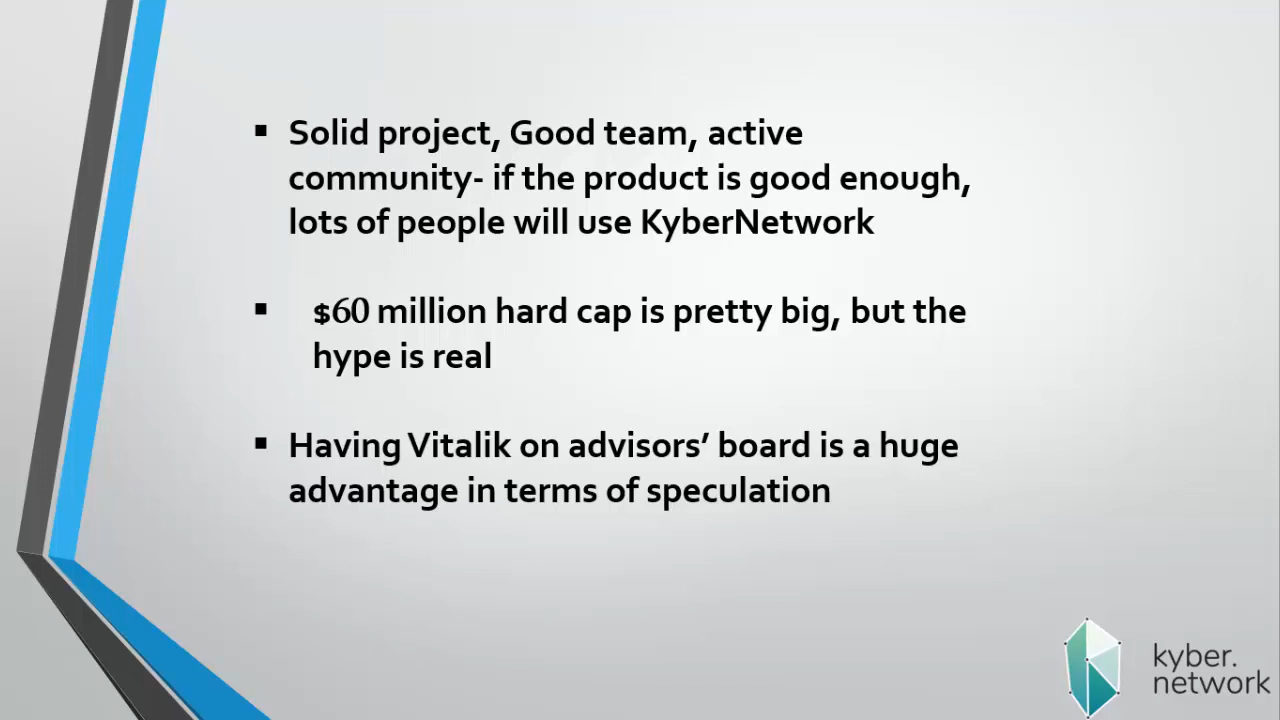 ▪ Solid project, Good team, active
community- if the product is good enough,
lots of people will use KyberNetwork
▪ $60 million hard cap is pretty big, but the
hype is real
▪ Having Vitalik on advisors’ board is a huge
advantage in terms of speculation
kyber.
network